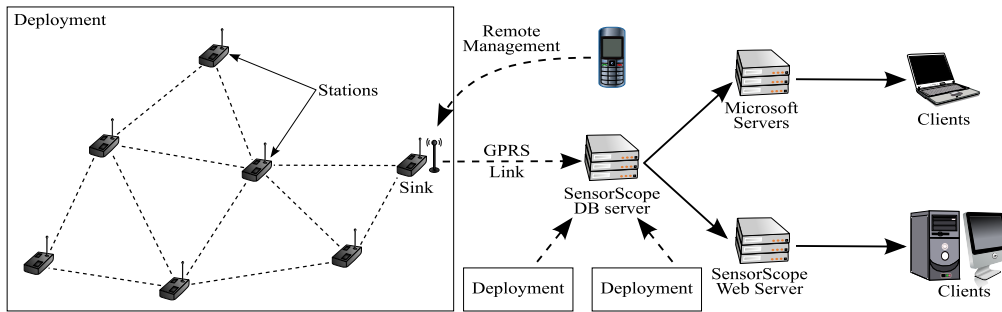 Deployment
Stations
Sink
Remote
Management
GPRS
Link
SensorScope
DB server
Microsoft
Servers
Clients
SensorScope
Web Server
Clients
Deployment
Deployment